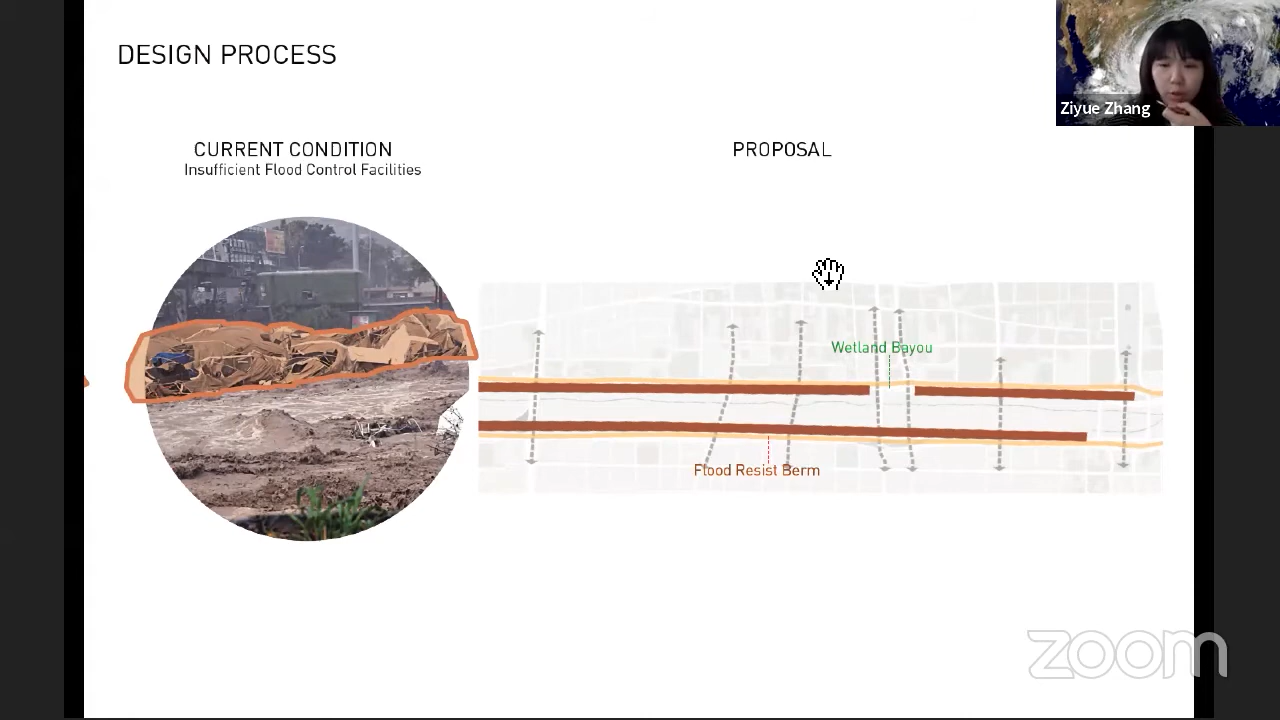 DESIGN PROCESS
Ziyue Zhang
CURRENT CONDITION
Insufficient Flood Control Facilities
PROPOSAL
Wetland Bayou
Flood Resist Berm
zoom